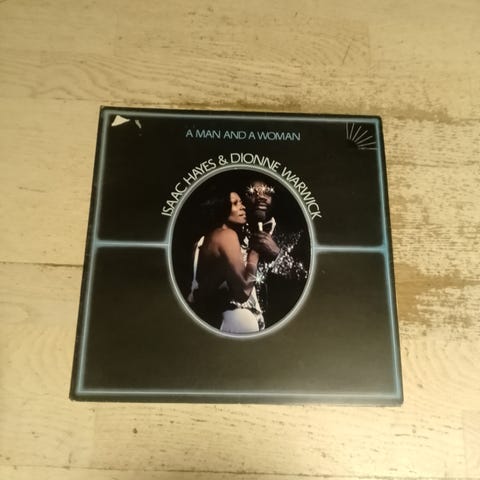 A MAN AND A WOMAN
ISAAC HAYES & DIONNE WARWICK